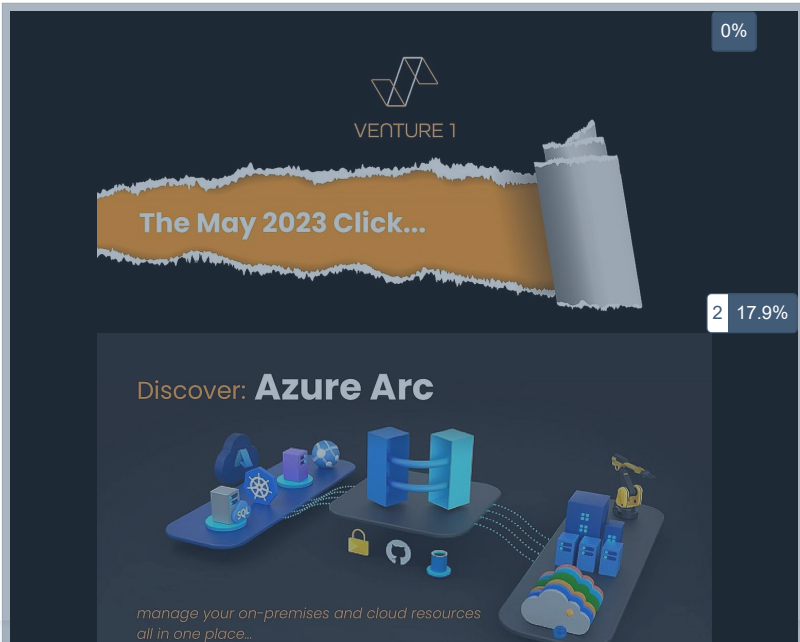 0%
VENTURE 1
The May 2023 Click...
2 17.9%
Discover: Azure Arc
SQL
manage your on-premises and cloud resources
all in one place...